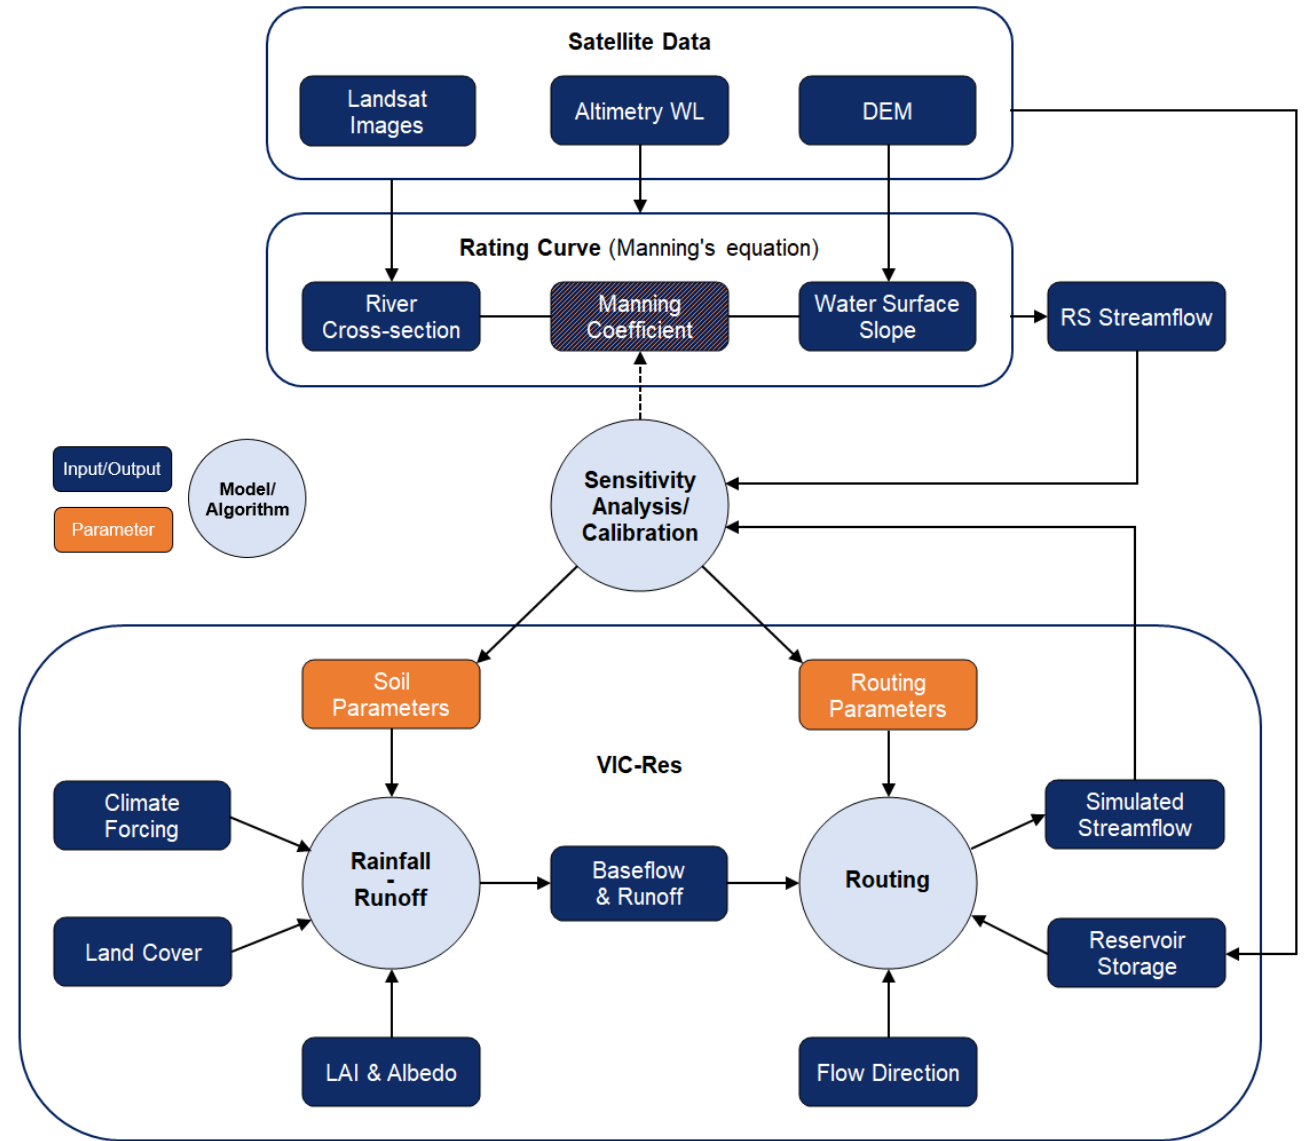 Satellite Data
Landsat
Images
Altimetry WL
DEM
Rating Curve (Manning's equation)
River
Cross-section
Manning
Coefficient
Water Surface
Slope
RS Streamflow
Input/Output
Parameter
Model/
Algorithm
Sensitivity
Analysis/
Calibration
Soil
Parameters
Routing
Parameters
VIC-Res
Climate
Forcing
Simulated
Streamflow
Rainfall
-
Runoff
Baseflow
& Runoff
Routing
Land Cover
Reservoir
Storage
LAI & Albedo
Flow Direction